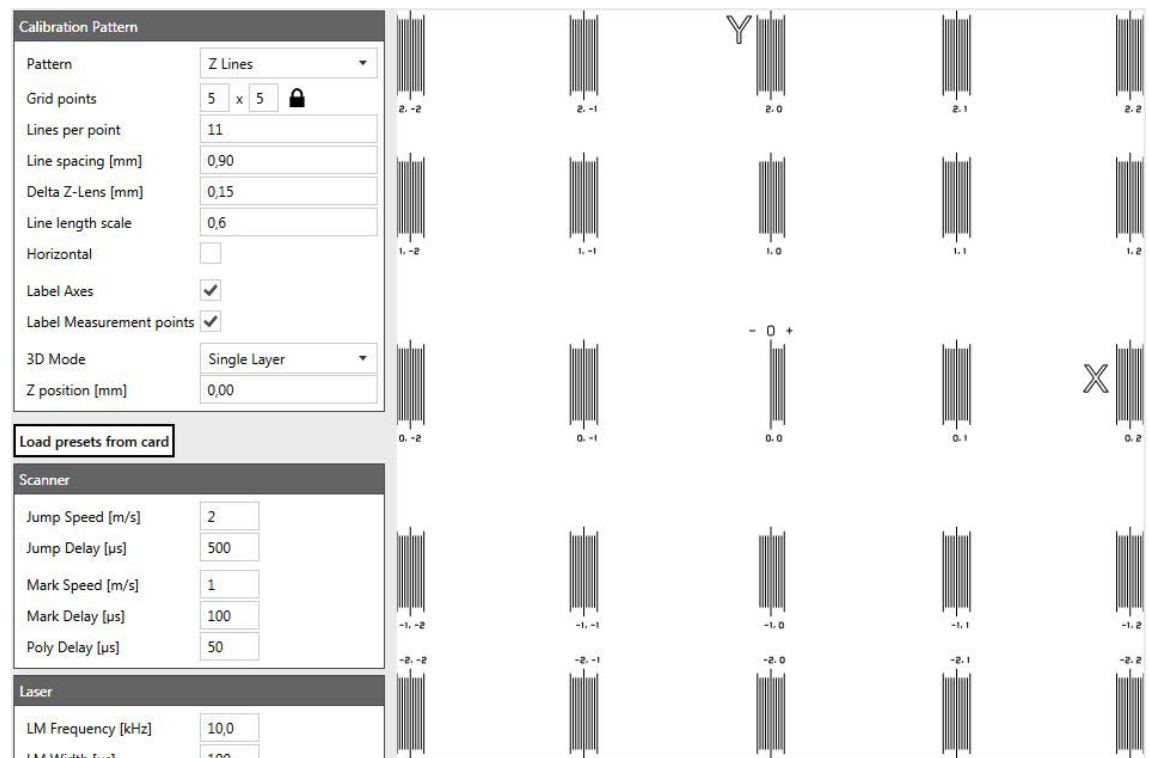 Calibration Pattern
Pattern Z Lines
Grid points 5 x 5
Lines per point 11
Line spacing [mm] 0,90
Delta Z-Lens [mm] 0,15
Line length scale 0,6
Horizontal
Label Axes
Label Measurement points
3D Mode Single Layer
Z position [mm] 0,00
Load presets from card
Scanner
Jump Speed [m/s] 2
Jump Delay [µs] 500
Mark Speed [m/s] 1
Mark Delay [µs] 100
Poly Delay [µs] 50
Laser
LM Frequency [kHz] 10,0
LM Width [µs] 100
Y
2, -2 2, -1 2, 0 2, 1 2, 2
1, -2 1, -1 1, 0 1, 1 1, 2
- 0 +
X
0, -2 0, -1 0, 0 0, 1 0, 2
-1, -2 -1, -1 -1, 0 -1, 1 -1, 2
-2, -2 -2, -1 -2, 0 -2, 1 -2, 2